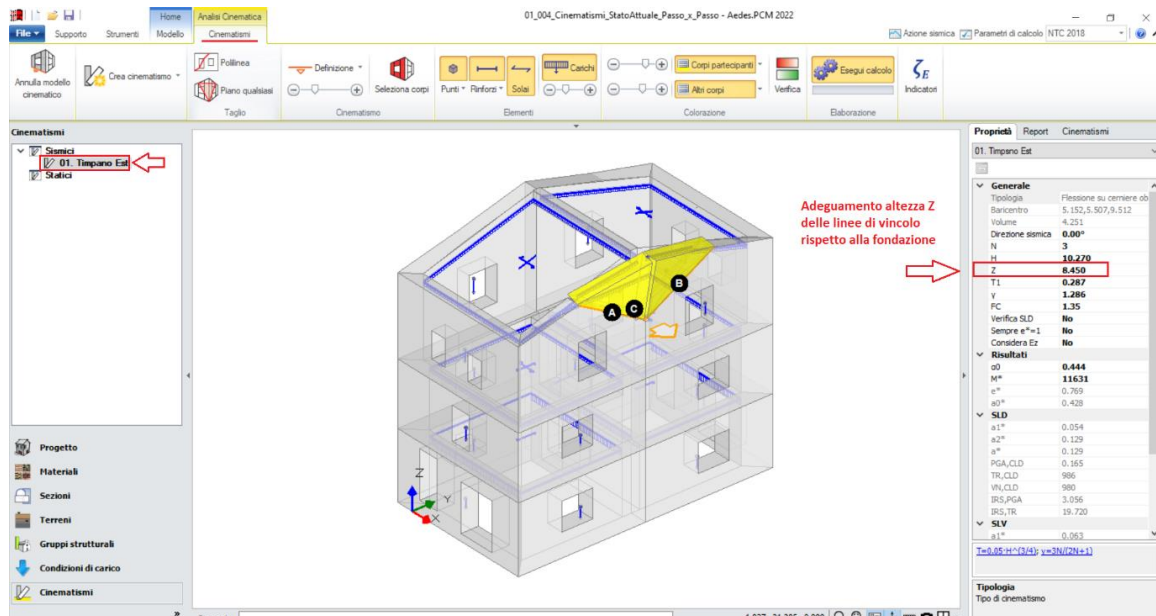 01_004_Cinematismi_StatoAttuale_Passo_x_Passo - Aedes.PCM 2022
Home
Analisi Cinematica
File
Supporto
Strumenti
Modello
Cinematismi
Azione sismica
Parametri di calcolo
NTC 2018
Annulla modello cinematico
Crea cinematismo
Polilinea
Piano qualsiasi
Taglio
Definizione
Seleziona corpi
Cinematismo
Punti
Rinforzi
Solai
Carichi
Elementi
Corpi partecipanti
Altri corpi
Colorazione
Verifica
Esegui calcolo
Elaborazione
ζE
Indicatori
Cinematismi
Sismici
01. Timpano Est
Statici
Progetto
Materiali
Sezioni
Terreni
Gruppi strutturali
Condizioni di carico
Cinematismi
»
A
C
B
Z
Y
X
Adeguamento altezza Z
delle linee di vincolo
rispetto alla fondazione
Proprietà Report Cinematismi
01. Timpano Est
Generale
Tipologia Flessione su cerniere ob
Baricentro 5.152,5.507,9.512
Volume 4.251
Direzione sismica 0.00°
N 3
H 10.270
Z 8.450
T1 0.287
γ 1.286
FC 1.35
Verifica SLD No
Sempre e*=1 No
Considera Ez No
Risultati
α0 0.444
M* 11631
e* 0.769
a0* 0.428
SLD
a1* 0.054
a2* 0.129
a* 0.129
PGA,CLD 0.165
TR,CLD 986
VN,CLD 980
IRS,PGA 3.056
IRS,TR 19.720
SLV
a1* 0.063
T=0.05·H^(3/4); γ=3N/(2N+1)
Tipologia
Tipo di cinematismo